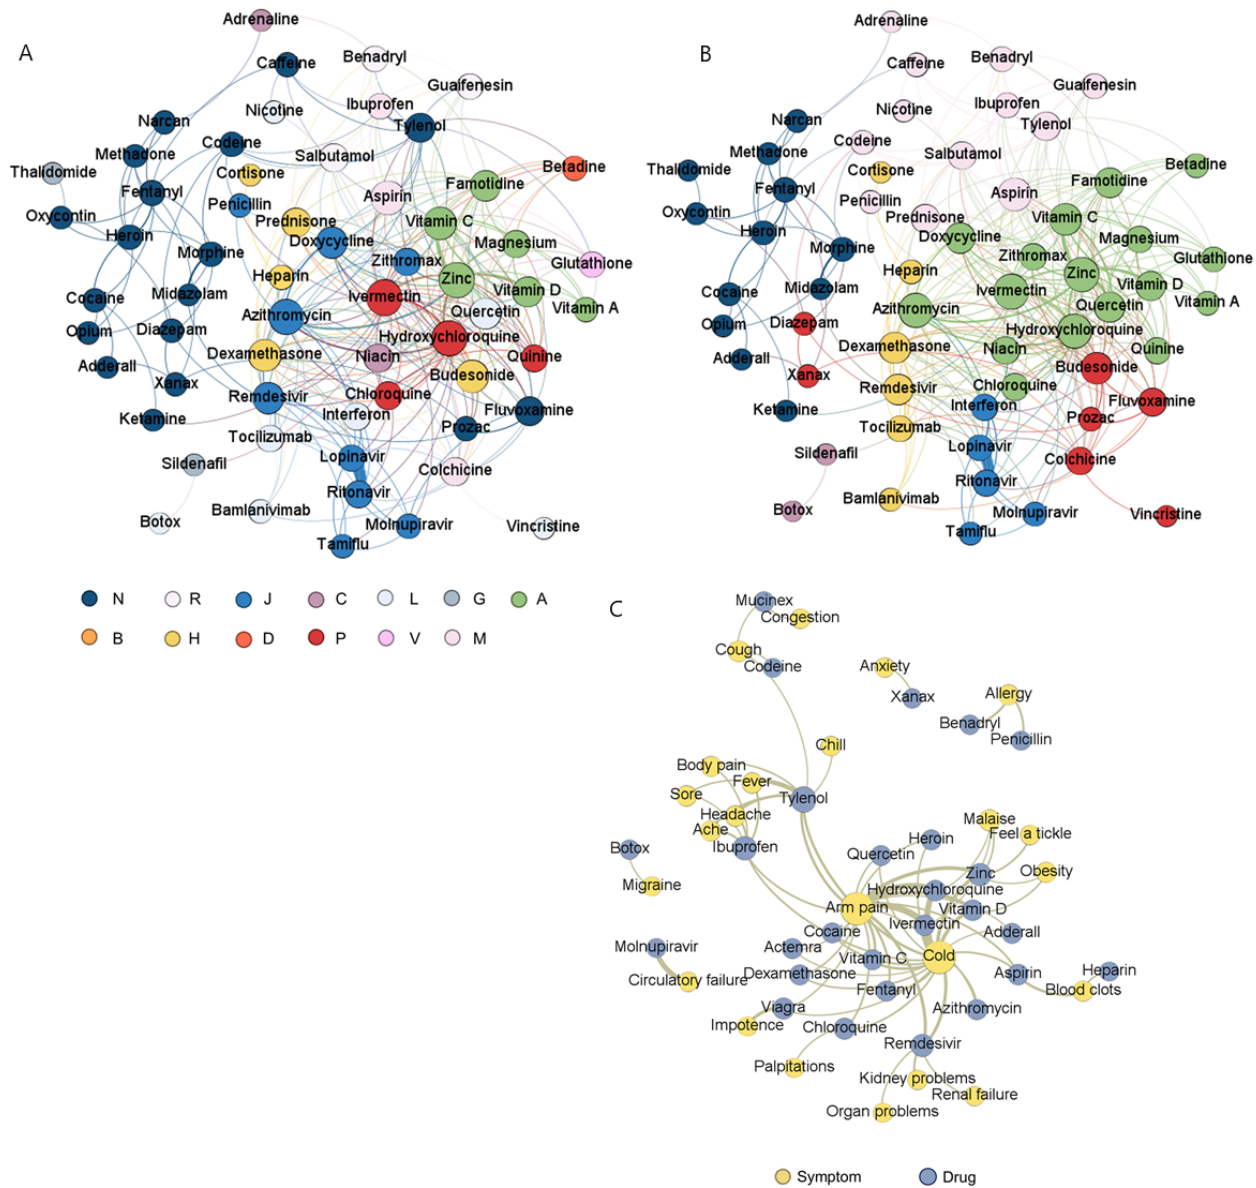 A
Adrenaline
Caffeine
Benadryl
Guaifenesin
Nicotine
Ibuprofen
Narcan
Tylenol
Codeine
Methadone
Salbutamol
Thalidomide
Cortisone
Betadine
Fentanyl
Famotidine
Aspirin
Penicillin
Oxycontin
Prednisone
Vitamin C
Heroin
Doxycycline
Magnesium
Morphine
Zithromax
Glutathione
Heparin
Zinc
Midazolam
Ivermectin
Vitamin D
Cocaine
Vitamin A
Azithromycin
Quercetin
Opium
Diazepam
Hydroxychloroquine
Dexamethasone
Niacin
Quinine
Adderall
Budesonide
Xanax
Chloroquine
Remdesivir
Interferon
Fluvoxamine
Ketamine
Prozac
Tocilizumab
Lopinavir
Sildenafil
Colchicine
Ritonavir
Bamlanivimab
Botox
Molnupiravir
Vincristine
Tamiflu
N
R
J
C
L
G
A
B
H
D
P
V
M
B
Adrenaline
Caffeine
Benadryl
Guaifenesin
Nicotine
Ibuprofen
Narcan
Tylenol
Codeine
Methadone
Salbutamol
Thalidomide
Cortisone
Betadine
Fentanyl
Famotidine
Aspirin
Penicillin
Oxycontin
Prednisone
Vitamin C
Heroin
Doxycycline
Magnesium
Morphine
Zithromax
Glutathione
Heparin
Zinc
Midazolam
Ivermectin
Vitamin D
Cocaine
Vitamin A
Azithromycin
Quercetin
Opium
Diazepam
Hydroxychloroquine
Dexamethasone
Niacin
Quinine
Adderall
Budesonide
Xanax
Chloroquine
Remdesivir
Interferon
Fluvoxamine
Ketamine
Prozac
Tocilizumab
Lopinavir
Sildenafil
Colchicine
Ritonavir
Bamlanivimab
Botox
Molnupiravir
Vincristine
Tamiflu
C
Mucinex
Congestion
Cough
Codeine
Anxiety
Xanax
Allergy
Benadryl
Penicillin
Chill
Body pain
Fever
Sore
Tylenol
Headache
Ache
Ibuprofen
Malaise
Feel a tickle
Heroin
Botox
Quercetin
Zinc
Obesity
Migraine
Hydroxychloroquine
Arm pain
Vitamin D
Ivermectin
Cocaine
Adderall
Molnupiravir
Actemra
Vitamin C
Cold
Circulatory failure
Dexamethasone
Aspirin
Heparin
Fentanyl
Blood clots
Viagra
Azithromycin
Impotence
Chloroquine
Remdesivir
Palpitations
Kidney problems
Renal failure
Organ problems
Symptom
Drug